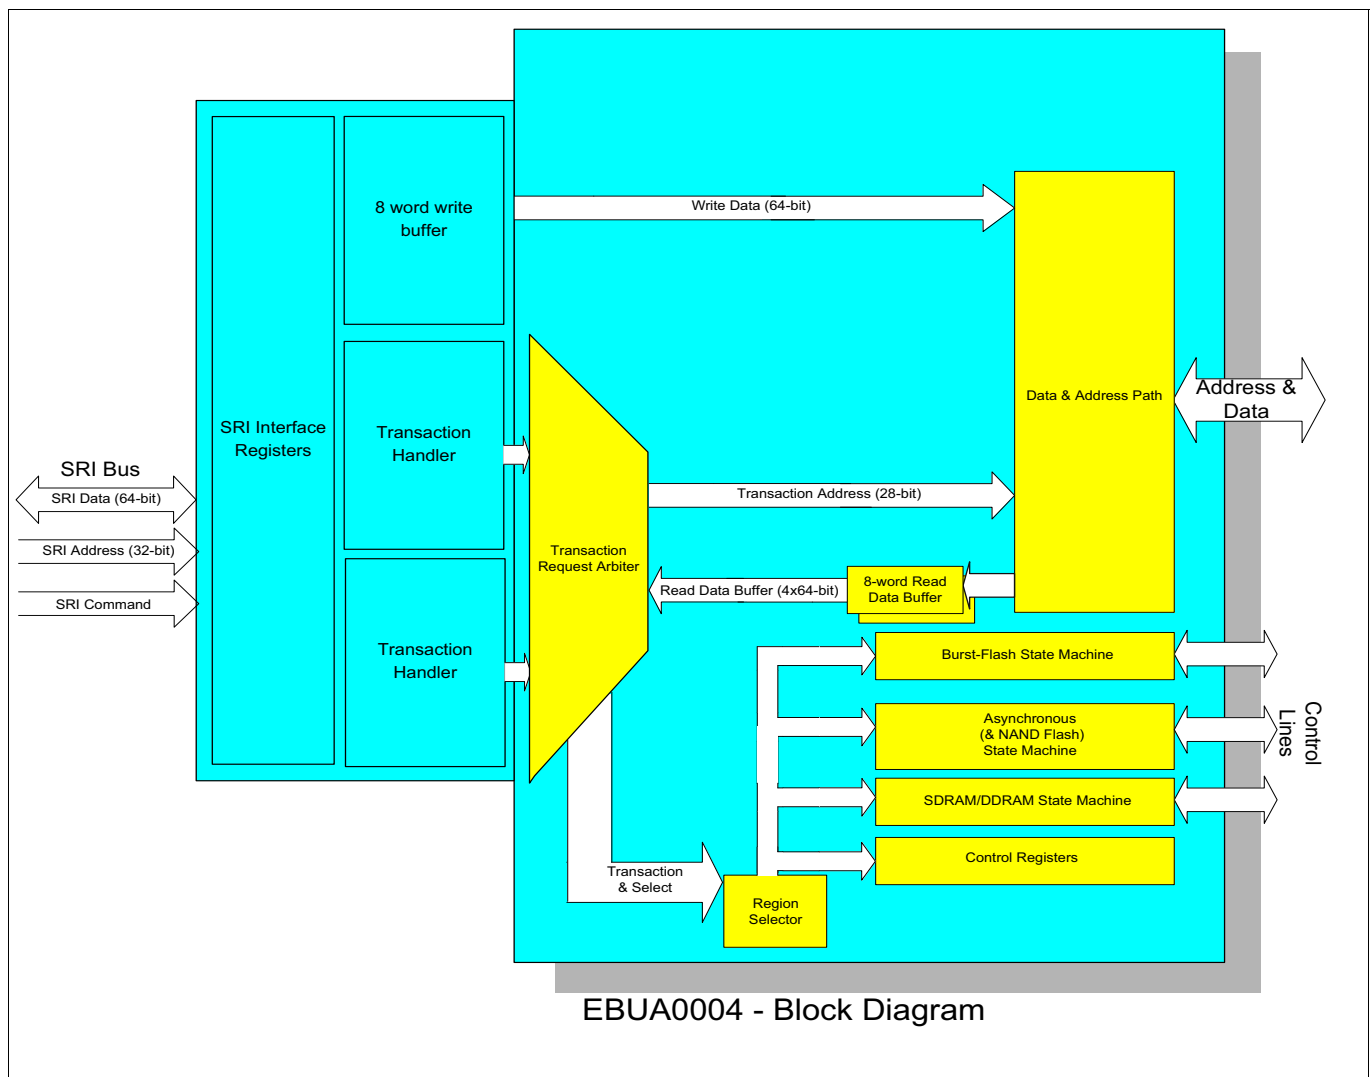 8 word write
buffer
Write Data (64-bit)
SRI Interface
Registers
Transaction
Handler
Data & Address Path
Address &
Data
SRI Bus
SRI Data (64-bit)
SRI Address (32-bit)
SRI Command
Transaction Address (28-bit)
Transaction
Request Arbiter
Read Data Buffer (4x64-bit)
8-word Read
Data Buffer
Transaction
Handler
Burst-Flash State Machine
Asynchronous
(& NAND Flash)
State Machine
SDRAM/DDRAM State Machine
Control Registers
Control
Lines
Transaction
& Select
Region
Selector
EBUA0004 - Block Diagram